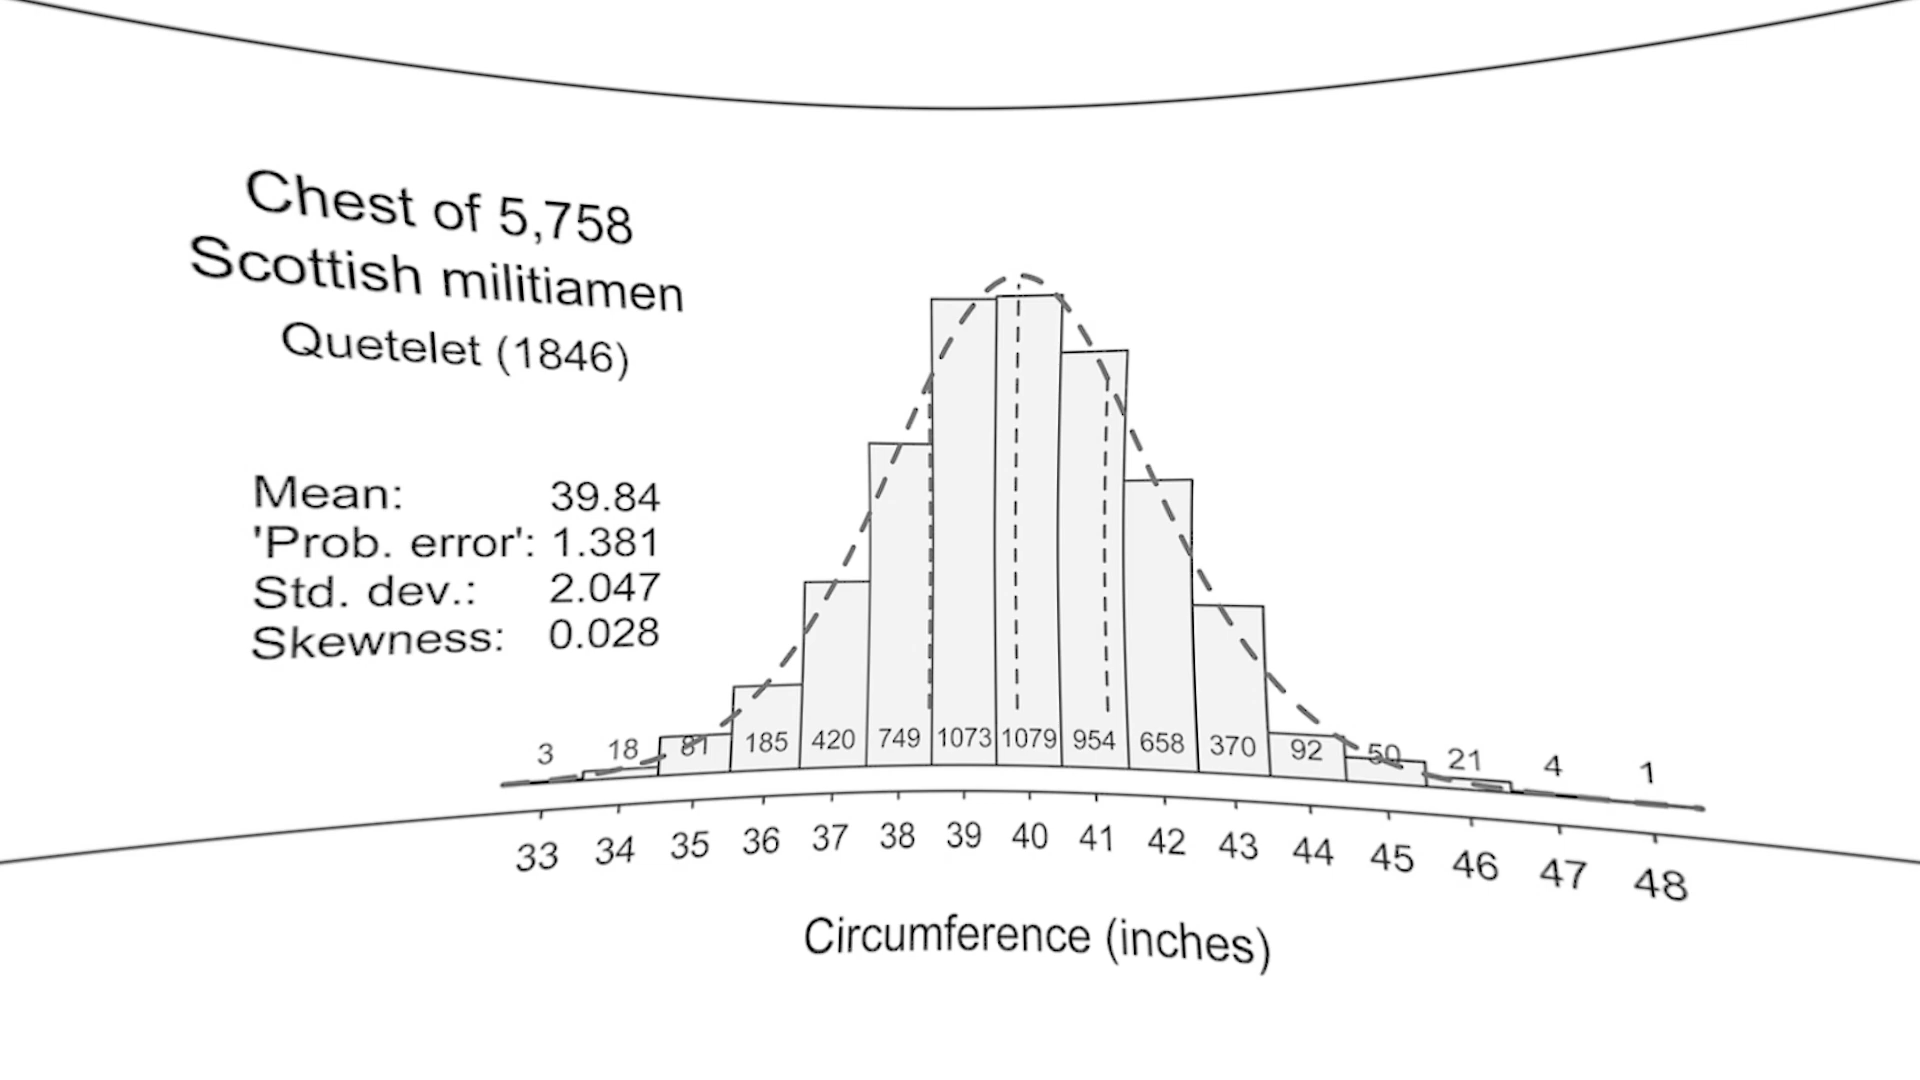 Chest of 5,758
Scottish militiamen
Quetelet (1846)
Mean: 39.84
'Prob. error': 1.381
Std. dev.: 2.047
Skewness: 0.028
3 18 81 185 420 749 1073 1079 954 658 370 92 50 21 4 1
33 34 35 36 37 38 39 40 41 42 43 44 45 46 47 48
Circumference (inches)